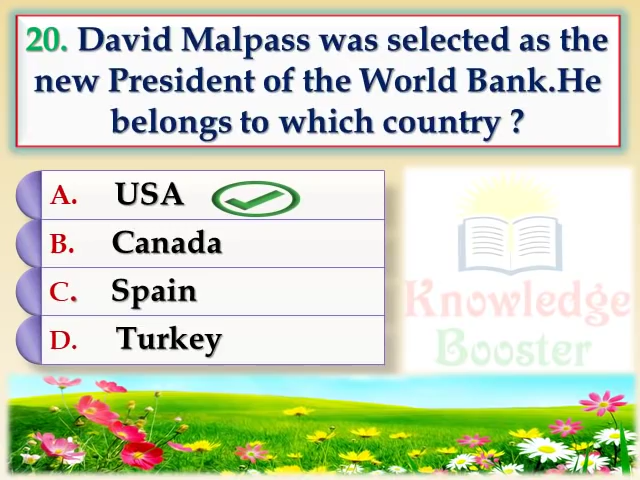 20. David Malpass was selected as the
new President of the World Bank.He
belongs to which country ?
A. USA
B. Canada
C. Spain
D. Turkey
Knowledge
Booster